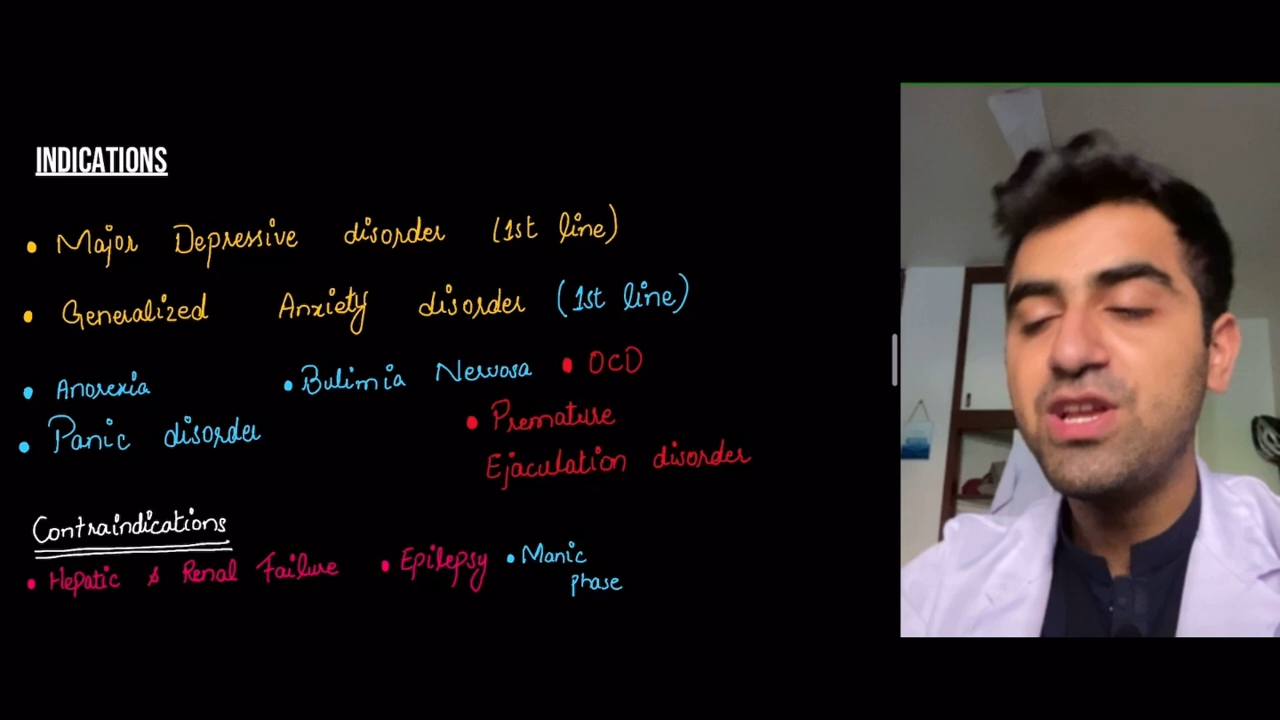 INDICATIONS
• Major Depressive disorder (1st line)
• Generalized Anxiety disorder (1st line)
• Anorexia • Bulimia Nervosa • OCD
• Panic disorder • Premature
Ejaculation disorder
Contraindications
• Hepatic & Renal Failure • Epilepsy • Manic
phase